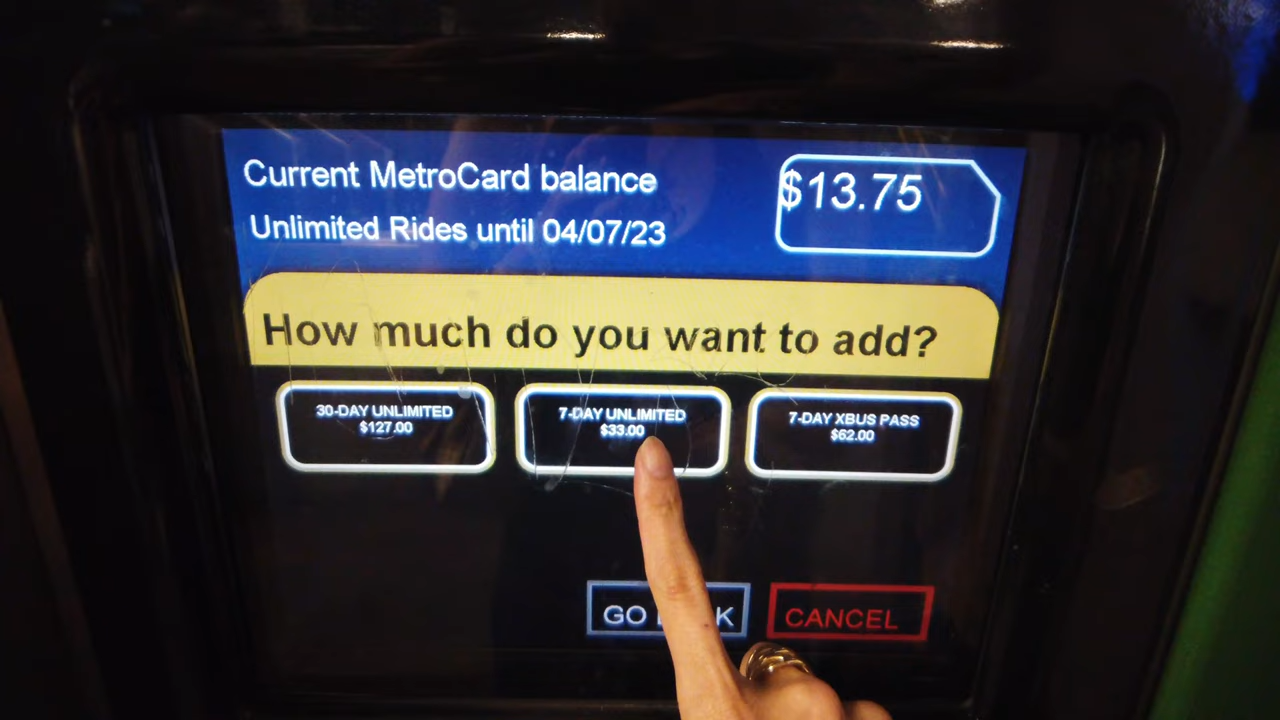 Current MetroCard balance
$13.75
Unlimited Rides until 04/07/23
How much do you want to add?
30-DAY UNLIMITED
$127.00
7-DAY UNLIMITED
$33.00
7-DAY XBUS PASS
$62.00
GO
CANCEL